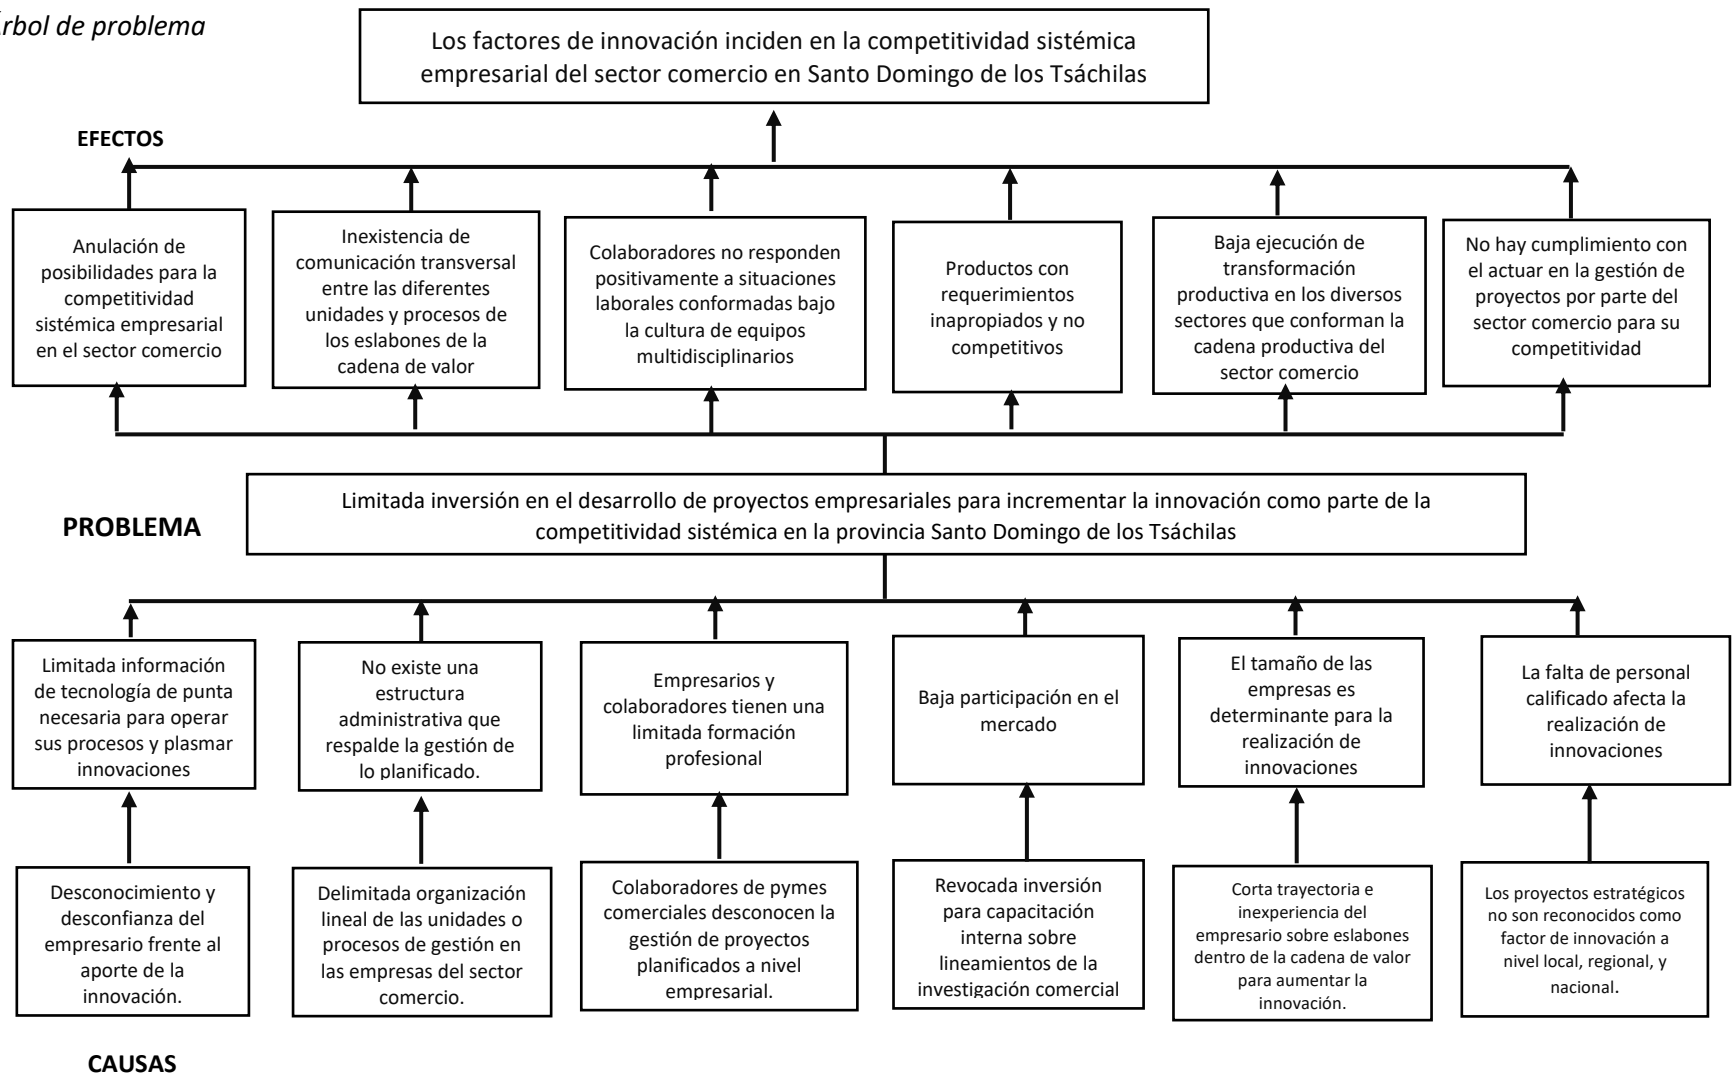 rbol de problema
Los factores de innovación inciden en la competitividad sistémica
empresarial del sector comercio en Santo Domingo de los Tsáchilas
EFECTOS
Anulación de
posibilidades para la
competitividad
sistémica empresarial
en el sector comercio
Inexistencia de
comunicación transversal
entre las diferentes
unidades y procesos de
los eslabones de la
cadena de valor
Colaboradores no responden
positivamente a situaciones
laborales conformadas bajo
la cultura de equipos
multidisciplinarios
Productos con
requerimientos
inapropiados y no
competitivos
Baja ejecución de
transformación
productiva en los diversos
sectores que conforman la
cadena productiva del
sector comercio
No hay cumplimiento con
el actuar en la gestión de
proyectos por parte del
sector comercio para su
competitividad
PROBLEMA
Limitada inversión en el desarrollo de proyectos empresariales para incrementar la innovación como parte de la
competitividad sistémica en la provincia Santo Domingo de los Tsáchilas
Limitada información
de tecnología de punta
necesaria para operar
sus procesos y plasmar
innovaciones
No existe una
estructura
administrativa que
respalde la gestión de
lo planificado.
Empresarios y
colaboradores tienen una
limitada formación
profesional
Baja participación en el
mercado
El tamaño de las
empresas es
determinante para la
realización de
innovaciones
La falta de personal
calificado afecta la
realización de
innovaciones
Desconocimiento y
desconfianza del
empresario frente al
aporte de la
innovación.
Delimitada organización
lineal de las unidades o
procesos de gestión en
las empresas del sector
comercio.
Colaboradores de pymes
comerciales desconocen la
gestión de proyectos
planificados a nivel
empresarial.
Revocada inversión
para capacitación
interna sobre
lineamientos de la
investigación comercial
Corta trayectoria e
inexperiencia del
empresario sobre eslabones
dentro de la cadena de valor
para aumentar la
innovación.
Los proyectos estratégicos
no son reconocidos como
factor de innovación a
nivel local, regional, y
nacional.
CAUSAS